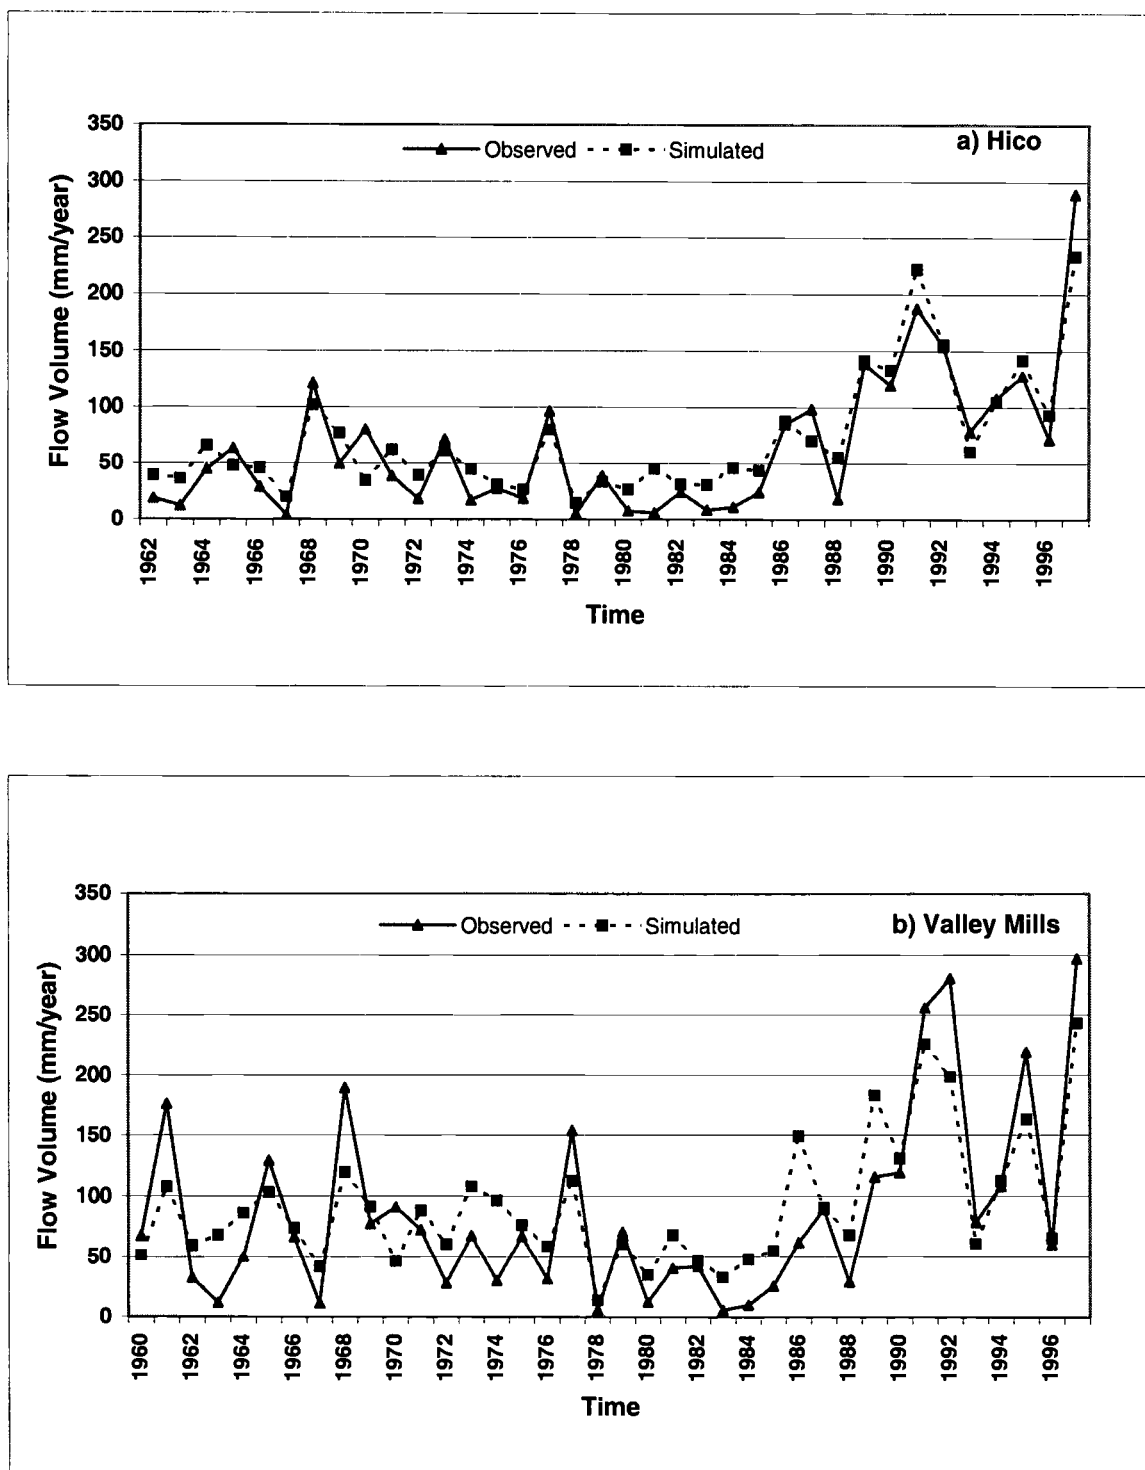 a) Hico
Observed Simulated
350
300
250
200
150
100
50
0
Flow Volume (mm/year)
1962 1964 1966 1968 1970 1972 1974 1976 1978 1980 1982 1984 1986 1988 1990 1992 1994 1996
Time
b) Valley Mills
Observed Simulated
350
300
250
200
150
100
50
0
Flow Volume (mm/year)
1960 1962 1964 1966 1968 1970 1972 1974 1976 1978 1980 1982 1984 1986 1988 1990 1992 1994 1996
Time